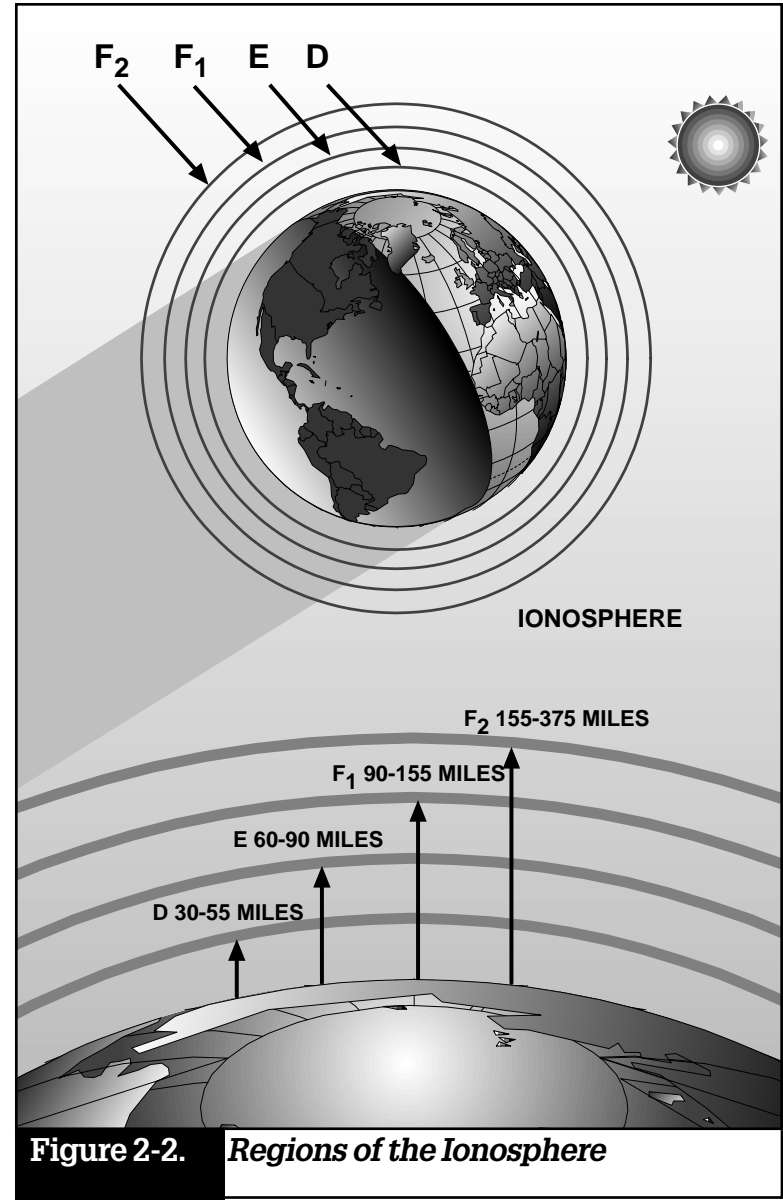 F2 F1 E D
IONOSPHERE
F2 155-375 MILES
F1 90-155 MILES
E 60-90 MILES
D 30-55 MILES
Figure 2-2. Regions of the Ionosphere